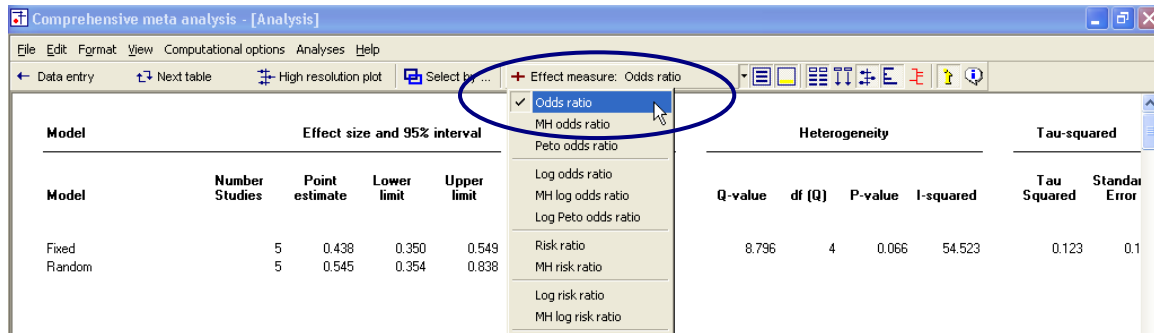 Comprehensive meta analysis - [Analysis]
File Edit Format View Computational options Analyses Help
Data entry Next table High resolution plot Select by ... Effect measure: Odds ratio
Odds ratio
MH odds ratio
Peto odds ratio
Log odds ratio
MH log odds ratio
Log Peto odds ratio
Risk ratio
MH risk ratio
Log risk ratio
MH log risk ratio
Model Effect size and 95% interval Heterogeneity Tau-squared
Model Number Studies Point estimate Lower limit Upper limit Q-value df (Q) P-value I-squared Tau Squared Standar Error
Fixed 5 0.438 0.350 0.549 8.796 4 0.066 54.523 0.123 0.1
Random 5 0.545 0.354 0.838